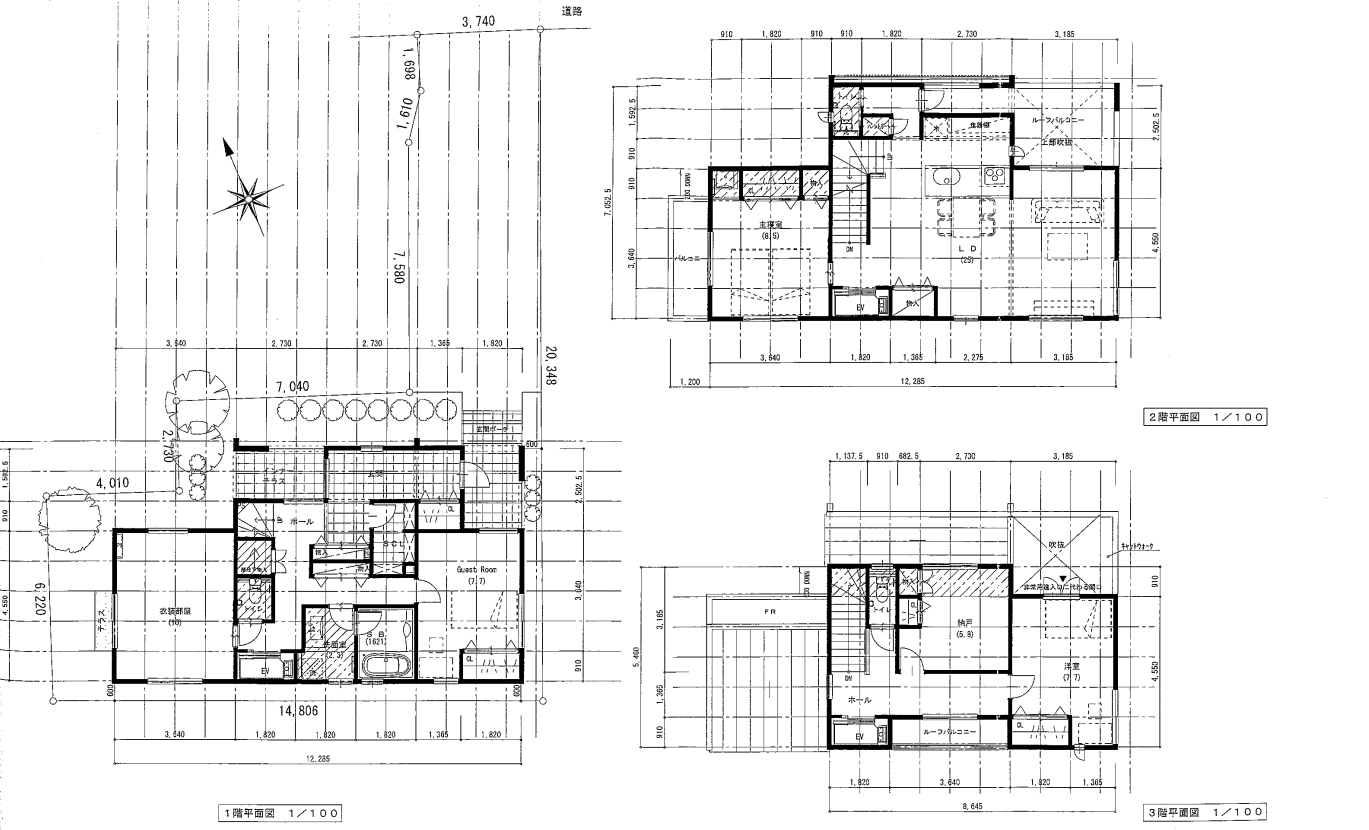 道路
3,740
1,698
1,910
7,580
20,348
3,640
2,730
2,730
1,365
1,820
7,040
2,730
4,010
6,220
玄関ポーチ
600
1,592.5
910
4,550
2,502.5
3,640
910
テラス
玄関
ホール
CL
SCL
物入
物入
Guest Room
(7.7)
衣装部屋
(10)
トイレ
テラス
洗面室
(2.3)
SB
(1621)
EV
CL
600
600
14,806
3,640
1,820
1,820
1,820
1,365
1,820
12,285
1階平面図 1/100
910
1,820
910
910
1,820
2,730
3,185
1,592.5
910
910
3,640
7,052.5
2,502.5
4,550
ルーフバルコニー
上部吹抜
食器棚
UP
CL
物入
主寝室
(6.5)
DN
LD
(25)
バルコニー
EV
物入
3,640
1,820
1,365
2,275
3,185
1,200
12,285
2階平面図 1/100
1,137.5
910
682.5
2,730
3,185
吹抜
キャットウォーク
非常用進入口に代わる開口
FR
トイレ
物入
納戸
(5.8)
洋室
(7.7)
DN
ホール
CL
EV
ルーフバルコニー
3,185
1,365
910
5,460
910
4,550
1,820
3,640
1,820
1,365
8,645
3階平面図 1/100